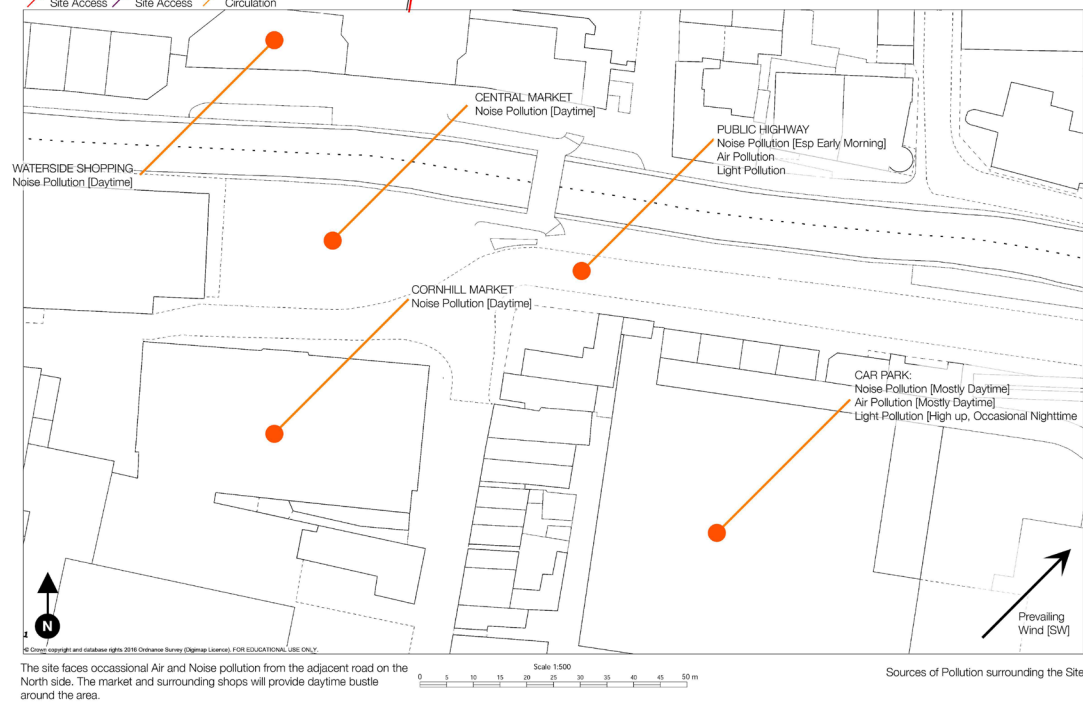 Site Access
Site Access
Circulation
CENTRAL MARKET
Noise Pollution [Daytime]
PUBLIC HIGHWAY
Noise Pollution [Esp Early Morning]
Air Pollution
Light Pollution
WATERSIDE SHOPPING
Noise Pollution [Daytime]
CORNHILL MARKET
Noise Pollution [Daytime]
CAR PARK:
Noise Pollution [Mostly Daytime]
Air Pollution [Mostly Daytime]
Light Pollution [High up, Occasional Nighttime
N
Prevailing
Wind [SW]
© Crown copyright and database rights 2016 Ordnance Survey (Digimap Licence). FOR EDUCATIONAL USE ONLY.
The site faces occassional Air and Noise pollution from the adjacent road on the
North side. The market and surrounding shops will provide daytime bustle
around the area.
Scale 1:500
0 5 10 15 20 25 30 35 40 45 50 m
Sources of Pollution surrounding the Site